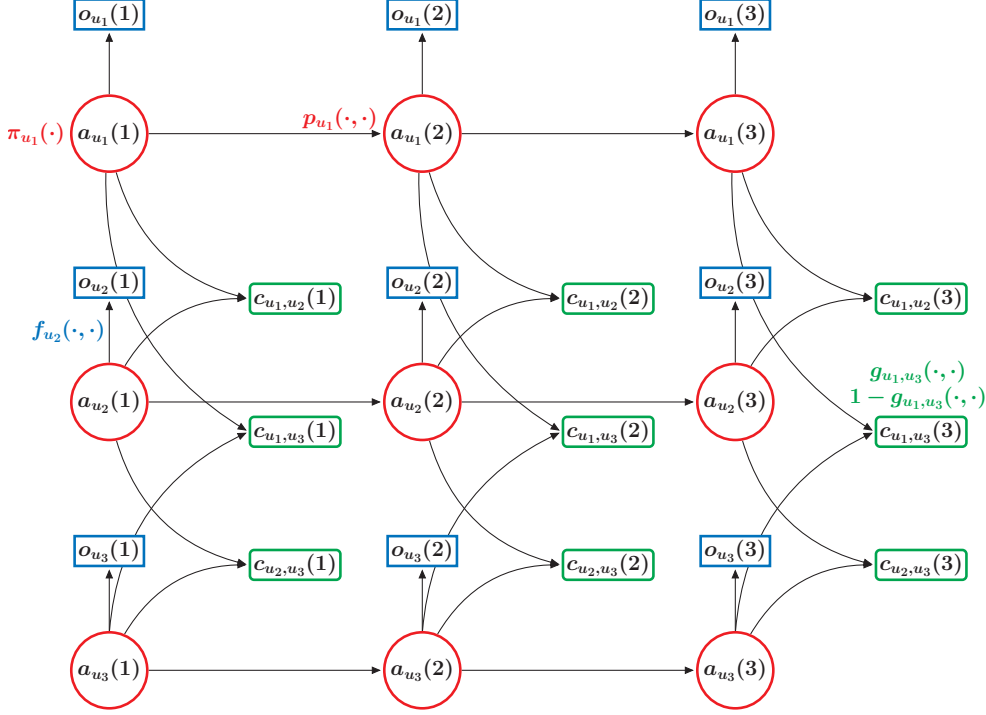 o_{u_1}(1) o_{u_1}(2) o_{u_1}(3)
π_{u_1}(·) a_{u_1}(1) p_{u_1}(·,·) a_{u_1}(2) a_{u_1}(3)
o_{u_2}(1) o_{u_2}(2) o_{u_2}(3)
c_{u_1,u_2}(1) c_{u_1,u_2}(2) c_{u_1,u_2}(3)
f_{u_2}(·,·)
g_{u_1,u_3}(·,·)
1 − g_{u_1,u_3}(·,·)
a_{u_2}(1) a_{u_2}(2) a_{u_2}(3)
c_{u_1,u_3}(1) c_{u_1,u_3}(2) c_{u_1,u_3}(3)
o_{u_3}(1) o_{u_3}(2) o_{u_3}(3)
c_{u_2,u_3}(1) c_{u_2,u_3}(2) c_{u_2,u_3}(3)
a_{u_3}(1) a_{u_3}(2) a_{u_3}(3)